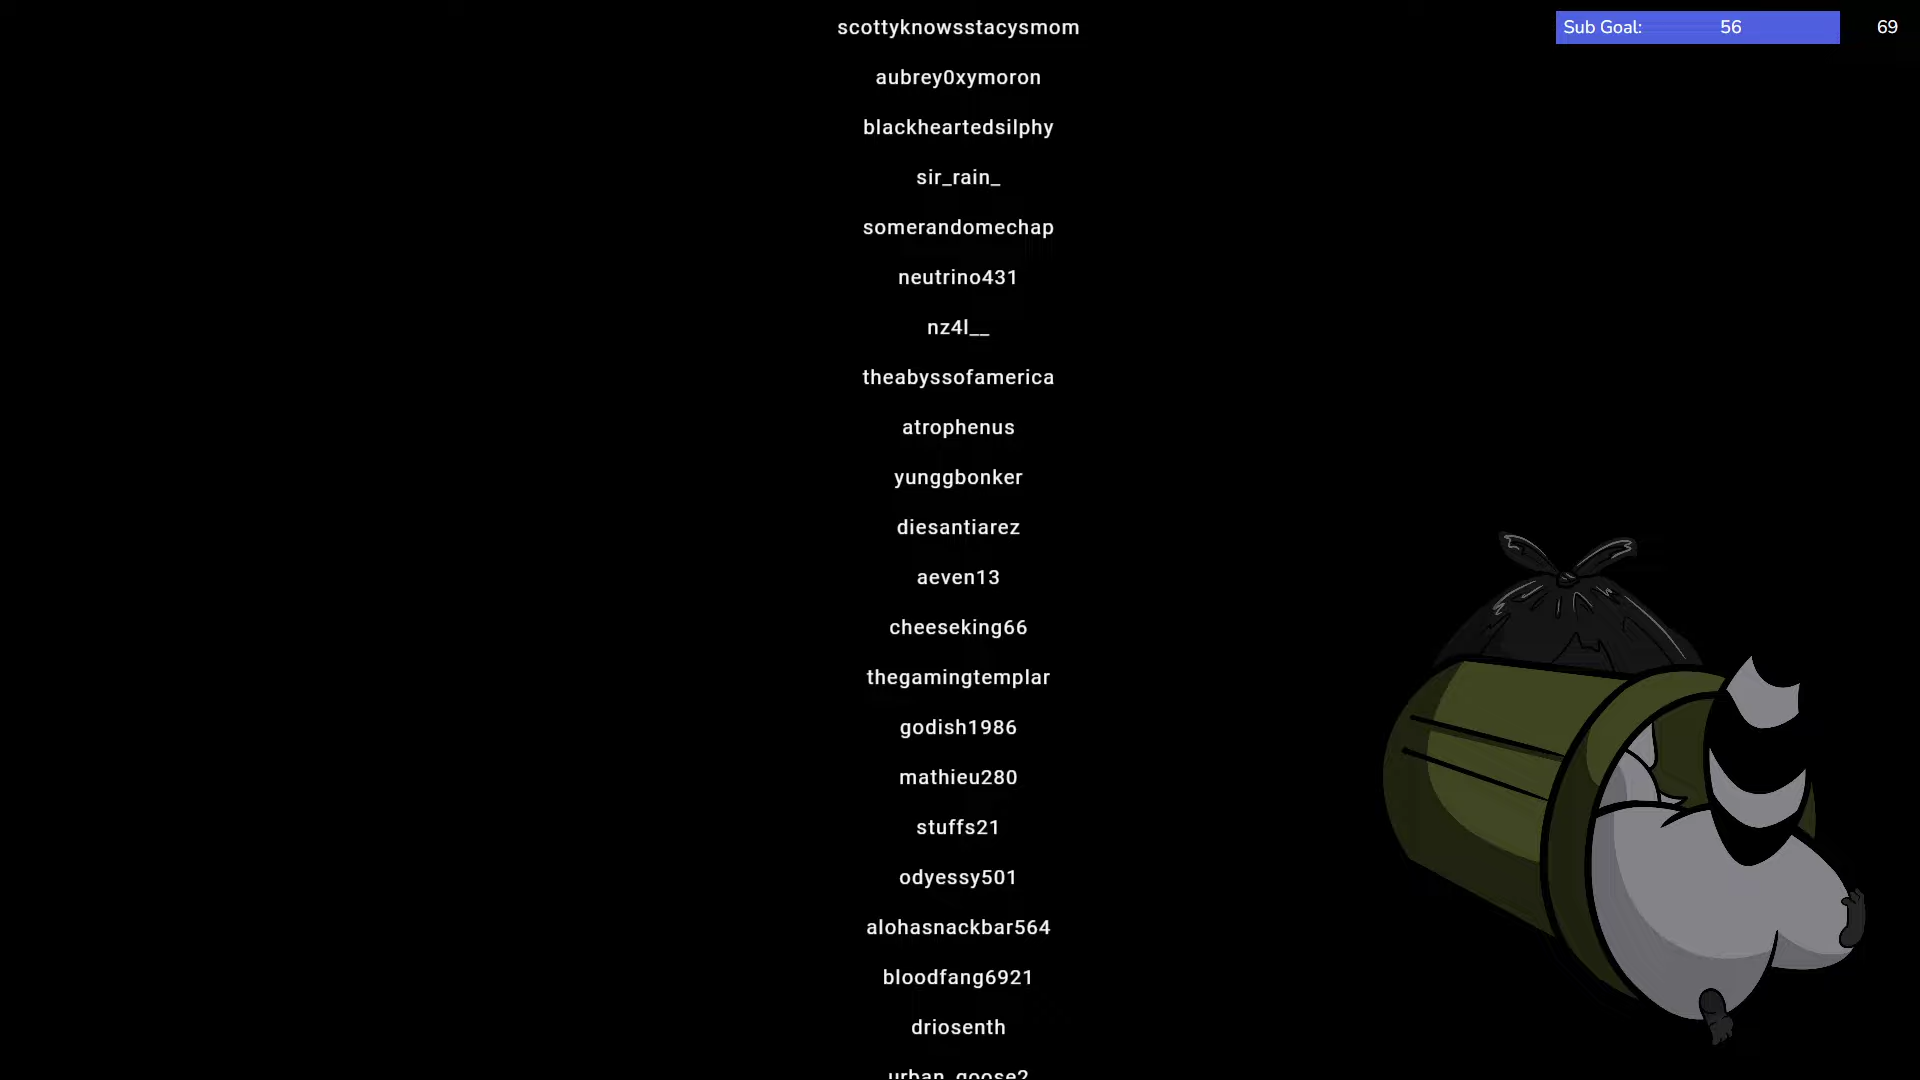 scottyknowsstacysmom
Sub Goal: 56 69
aubrey0xymoron
blackheartedsilphy
sir_rain_
somerandomechap
neutrino431
nz4l__
theabyssofamerica
atrophenus
yunggbonker
diesantiarez
aeven13
cheeseking66
thegamingtemplar
godish1986
mathieu280
stuffs21
odyessy501
alohasnackbar564
bloodfang6921
driosenth
urban_goose2